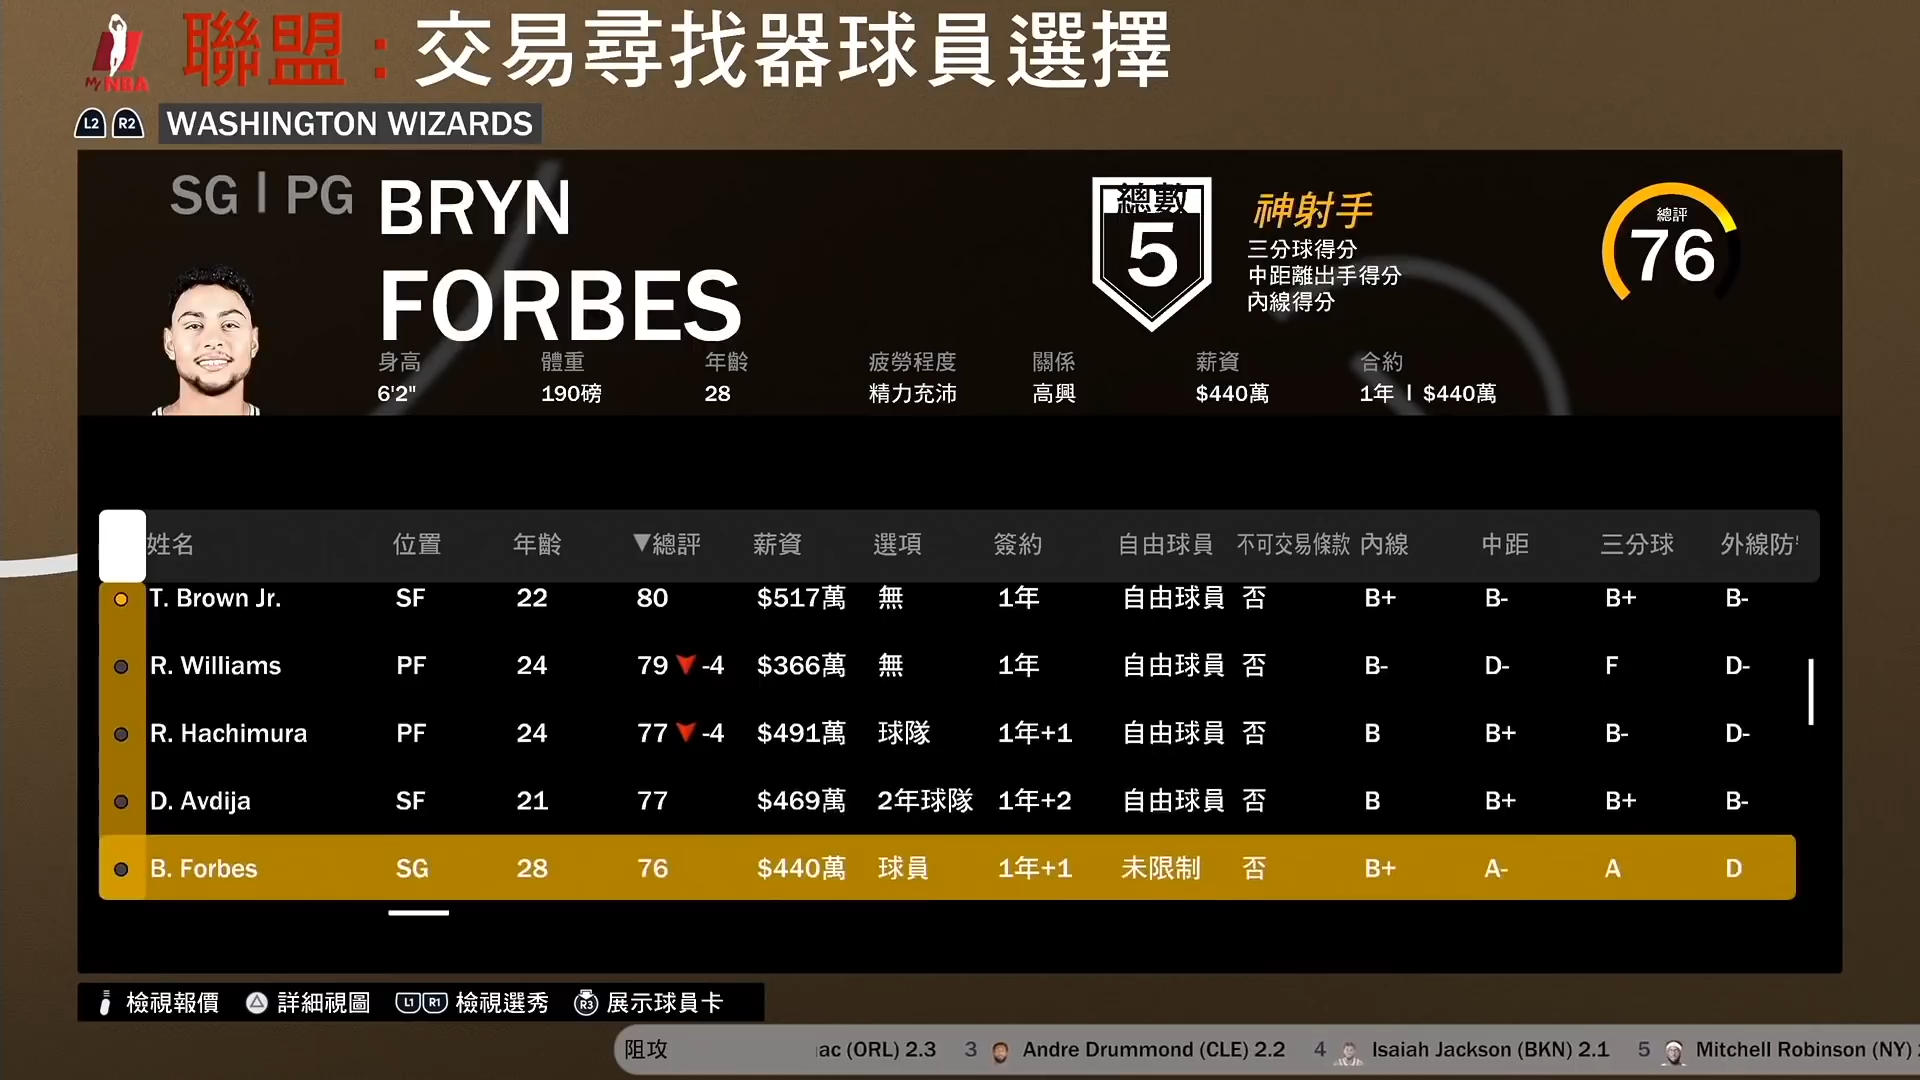 My NBA
聯盟 : 交易尋找器球員選擇
L2 R2 WASHINGTON WIZARDS
SG | PG BRYN
FORBES
總數
5
神射手
三分球得分
中距離出手得分
內線得分
總評
76
身高 體重 年齡 疲勞程度 關係 薪資 合約
6'2" 190磅 28 精力充沛 高興 $440萬 1年 | $440萬
姓名 位置 年齡 ▼總評 薪資 選項 簽約 自由球員 不可交易條款 內線 中距 三分球 外線防
T. Brown Jr. SF 22 80 $517萬 無 1年 自由球員 否 B+ B- B+ B-
R. Williams PF 24 79 -4 $366萬 無 1年 自由球員 否 B- D- F D-
R. Hachimura PF 24 77 -4 $491萬 球隊 1年+1 自由球員 否 B B+ B- D-
D. Avdija SF 21 77 $469萬 2年球隊 1年+2 自由球員 否 B B+ B+ B-
B. Forbes SG 28 76 $440萬 球員 1年+1 未限制 否 B+ A- A D
檢視報價 詳細視圖 L1 R1 檢視選秀 R3 展示球員卡
阻攻 ac (ORL) 2.3 3 Andre Drummond (CLE) 2.2 4 Isaiah Jackson (BKN) 2.1 5 Mitchell Robinson (NY)